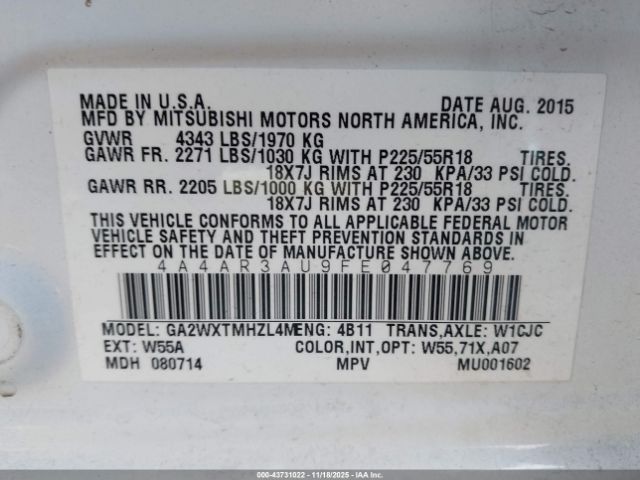 MADE IN U.S.A. DATE AUG. 2015
MFD BY MITSUBISHI MOTORS NORTH AMERICA, INC.
GVWR 4343 LBS/1970 KG
GAWR FR. 2271 LBS/1030 KG WITH P225/55R18 TIRES.
18X7J RIMS AT 230 KPA/33 PSI COLD.
GAWR RR. 2205 LBS/1000 KG WITH P225/55R18 TIRES.
18X7J RIMS AT 230 KPA/33 PSI COLD.
THIS VEHICLE CONFORMS TO ALL APPLICABLE FEDERAL MOTOR
VEHICLE SAFETY AND THEFT PREVENTION STANDARDS IN
EFFECT ON THE DATE OF MANUFACTURE SHOWN ABOVE.
4A4AR3AU9FE047769
MODEL: GA2WXTMHZL4M ENG: 4B11 TRANS,AXLE: W1CJC
EXT: W55A COLOR,INT,OPT: W55,71X,A07
MDH 080714 MPV MU001602
000-43731022 - 11/18/2025 - IAAI.com